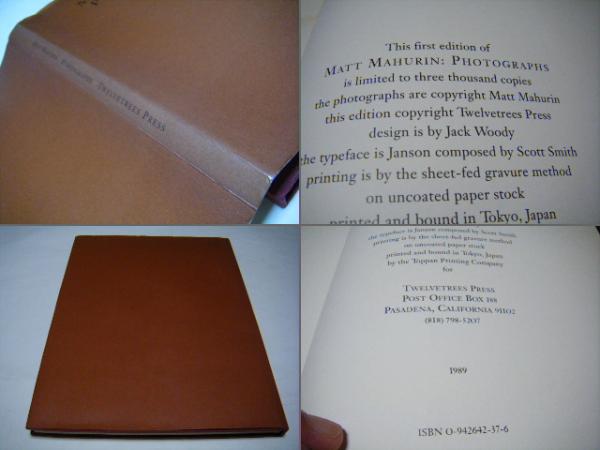 TWELVETREES PRESS
This first edition of
MATT MAHURIN: PHOTOGRAPHS
is limited to three thousand copies
the photographs are copyright Matt Mahurin
this edition copyright Twelvetrees Press
design is by Jack Woody
the typeface is Janson composed by Scott Smith
printing is by the sheet-fed gravure method
on uncoated paper stock
printed and bound in Tokyo, Japan
the typeface is Janson composed by Scott Smith
printing is by the sheet-fed gravure method
on uncoated paper stock
printed and bound in Tokyo, Japan
by the Toppan Printing Company
for
TWELVETREES PRESS
POST OFFICE BOX 188
PASADENA, CALIFORNIA 91102
(818) 798-5207
1989
ISBN 0-942642-37-6